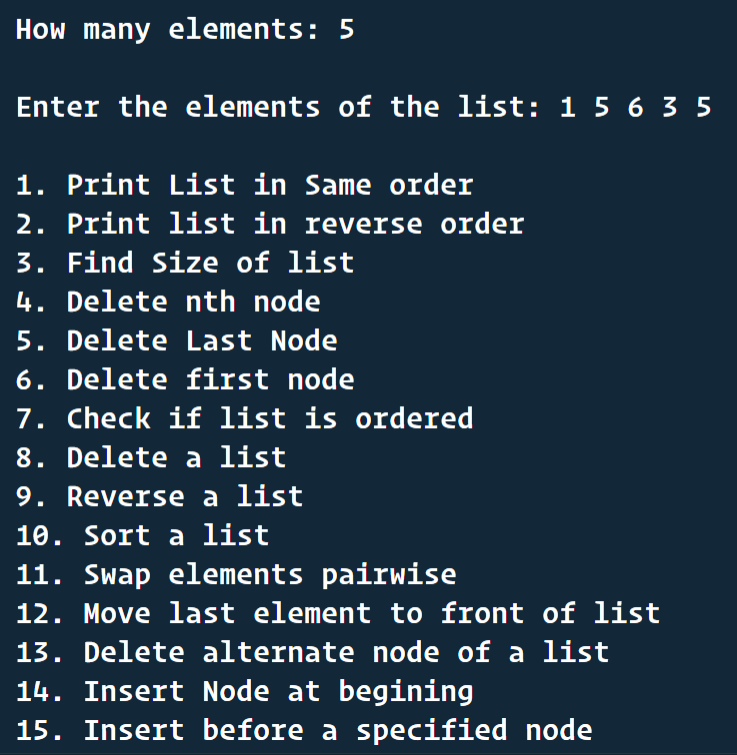 How many elements: 5
Enter the elements of the list: 1 5 6 3 5
1. Print List in Same order
2. Print list in reverse order
3. Find Size of list
4. Delete nth node
5. Delete Last Node
6. Delete first node
7. Check if list is ordered
8. Delete a list
9. Reverse a list
10. Sort a list
11. Swap elements pairwise
12. Move last element to front of list
13. Delete alternate node of a list
14. Insert Node at begining
15. Insert before a specified node